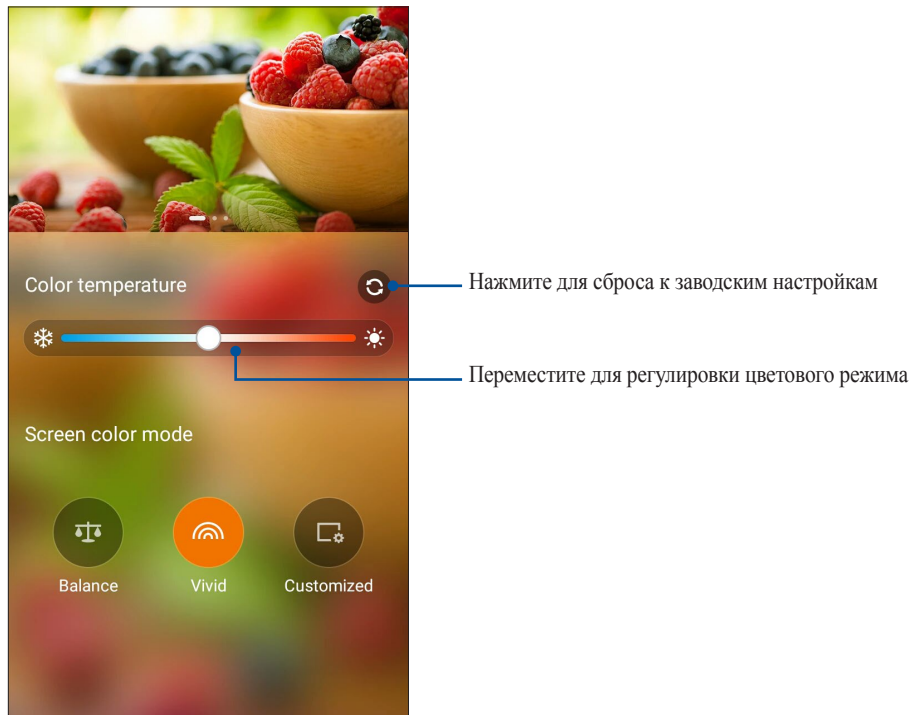 Color temperature
Нажмите для сброса к заводским настройкам
Переместите для регулировки цветового режима
Screen color mode
Balance
Vivid
Customized